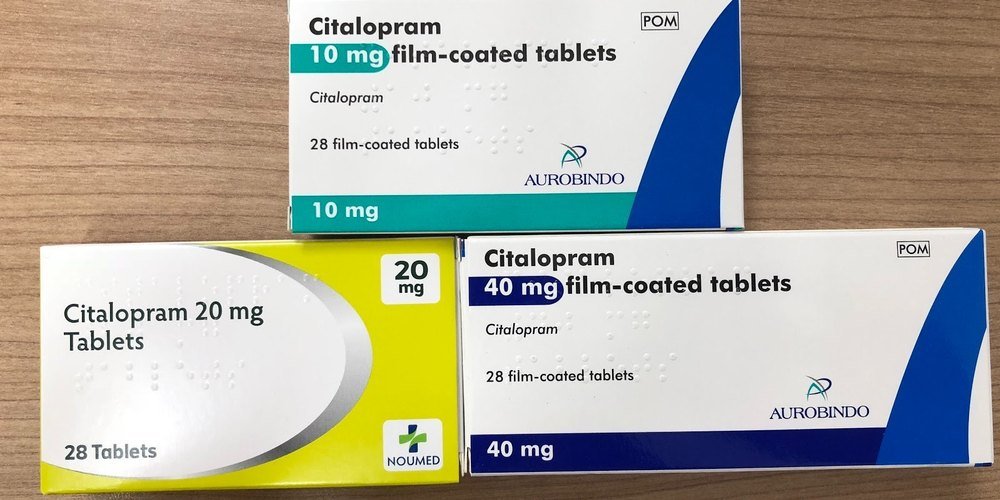 Citalopram
10 mg film-coated tablets
POM
Citalopram
28 film-coated tablets
AUROBINDO
10 mg
Citalopram 20 mg
Tablets
20
mg
28 Tablets
NOUMED
Citalopram
40 mg film-coated tablets
POM
Citalopram
28 film-coated tablets
AUROBINDO
40 mg